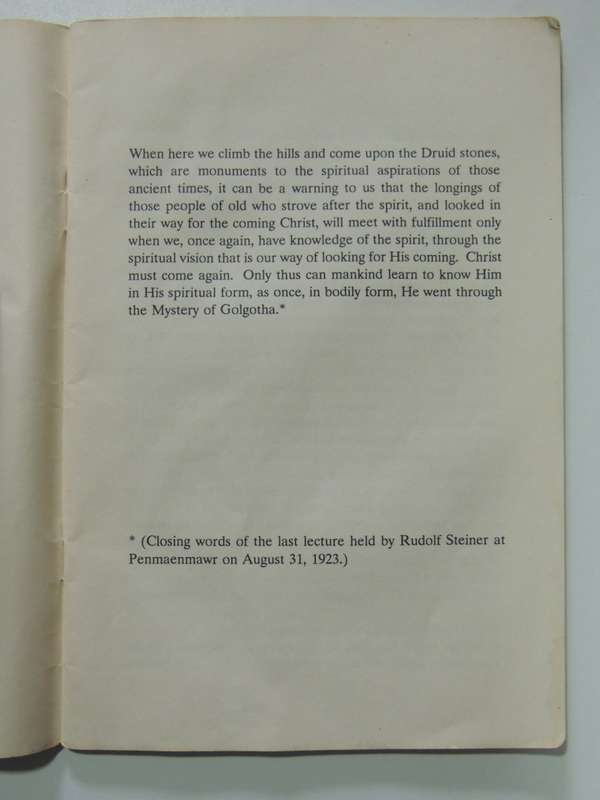 When here we climb the hills and come upon the Druid stones,
which are monuments to the spiritual aspirations of those
ancient times, it can be a warning to us that the longings of
those people of old who strove after the spirit, and looked in
their way for the coming Christ, will meet with fulfillment only
when we, once again, have knowledge of the spirit, through the
spiritual vision that is our way of looking for His coming. Christ
must come again. Only thus can mankind learn to know Him
in His spiritual form, as once, in bodily form, He went through
the Mystery of Golgotha.*
* (Closing words of the last lecture held by Rudolf Steiner at
Penmaenmawr on August 31, 1923.)